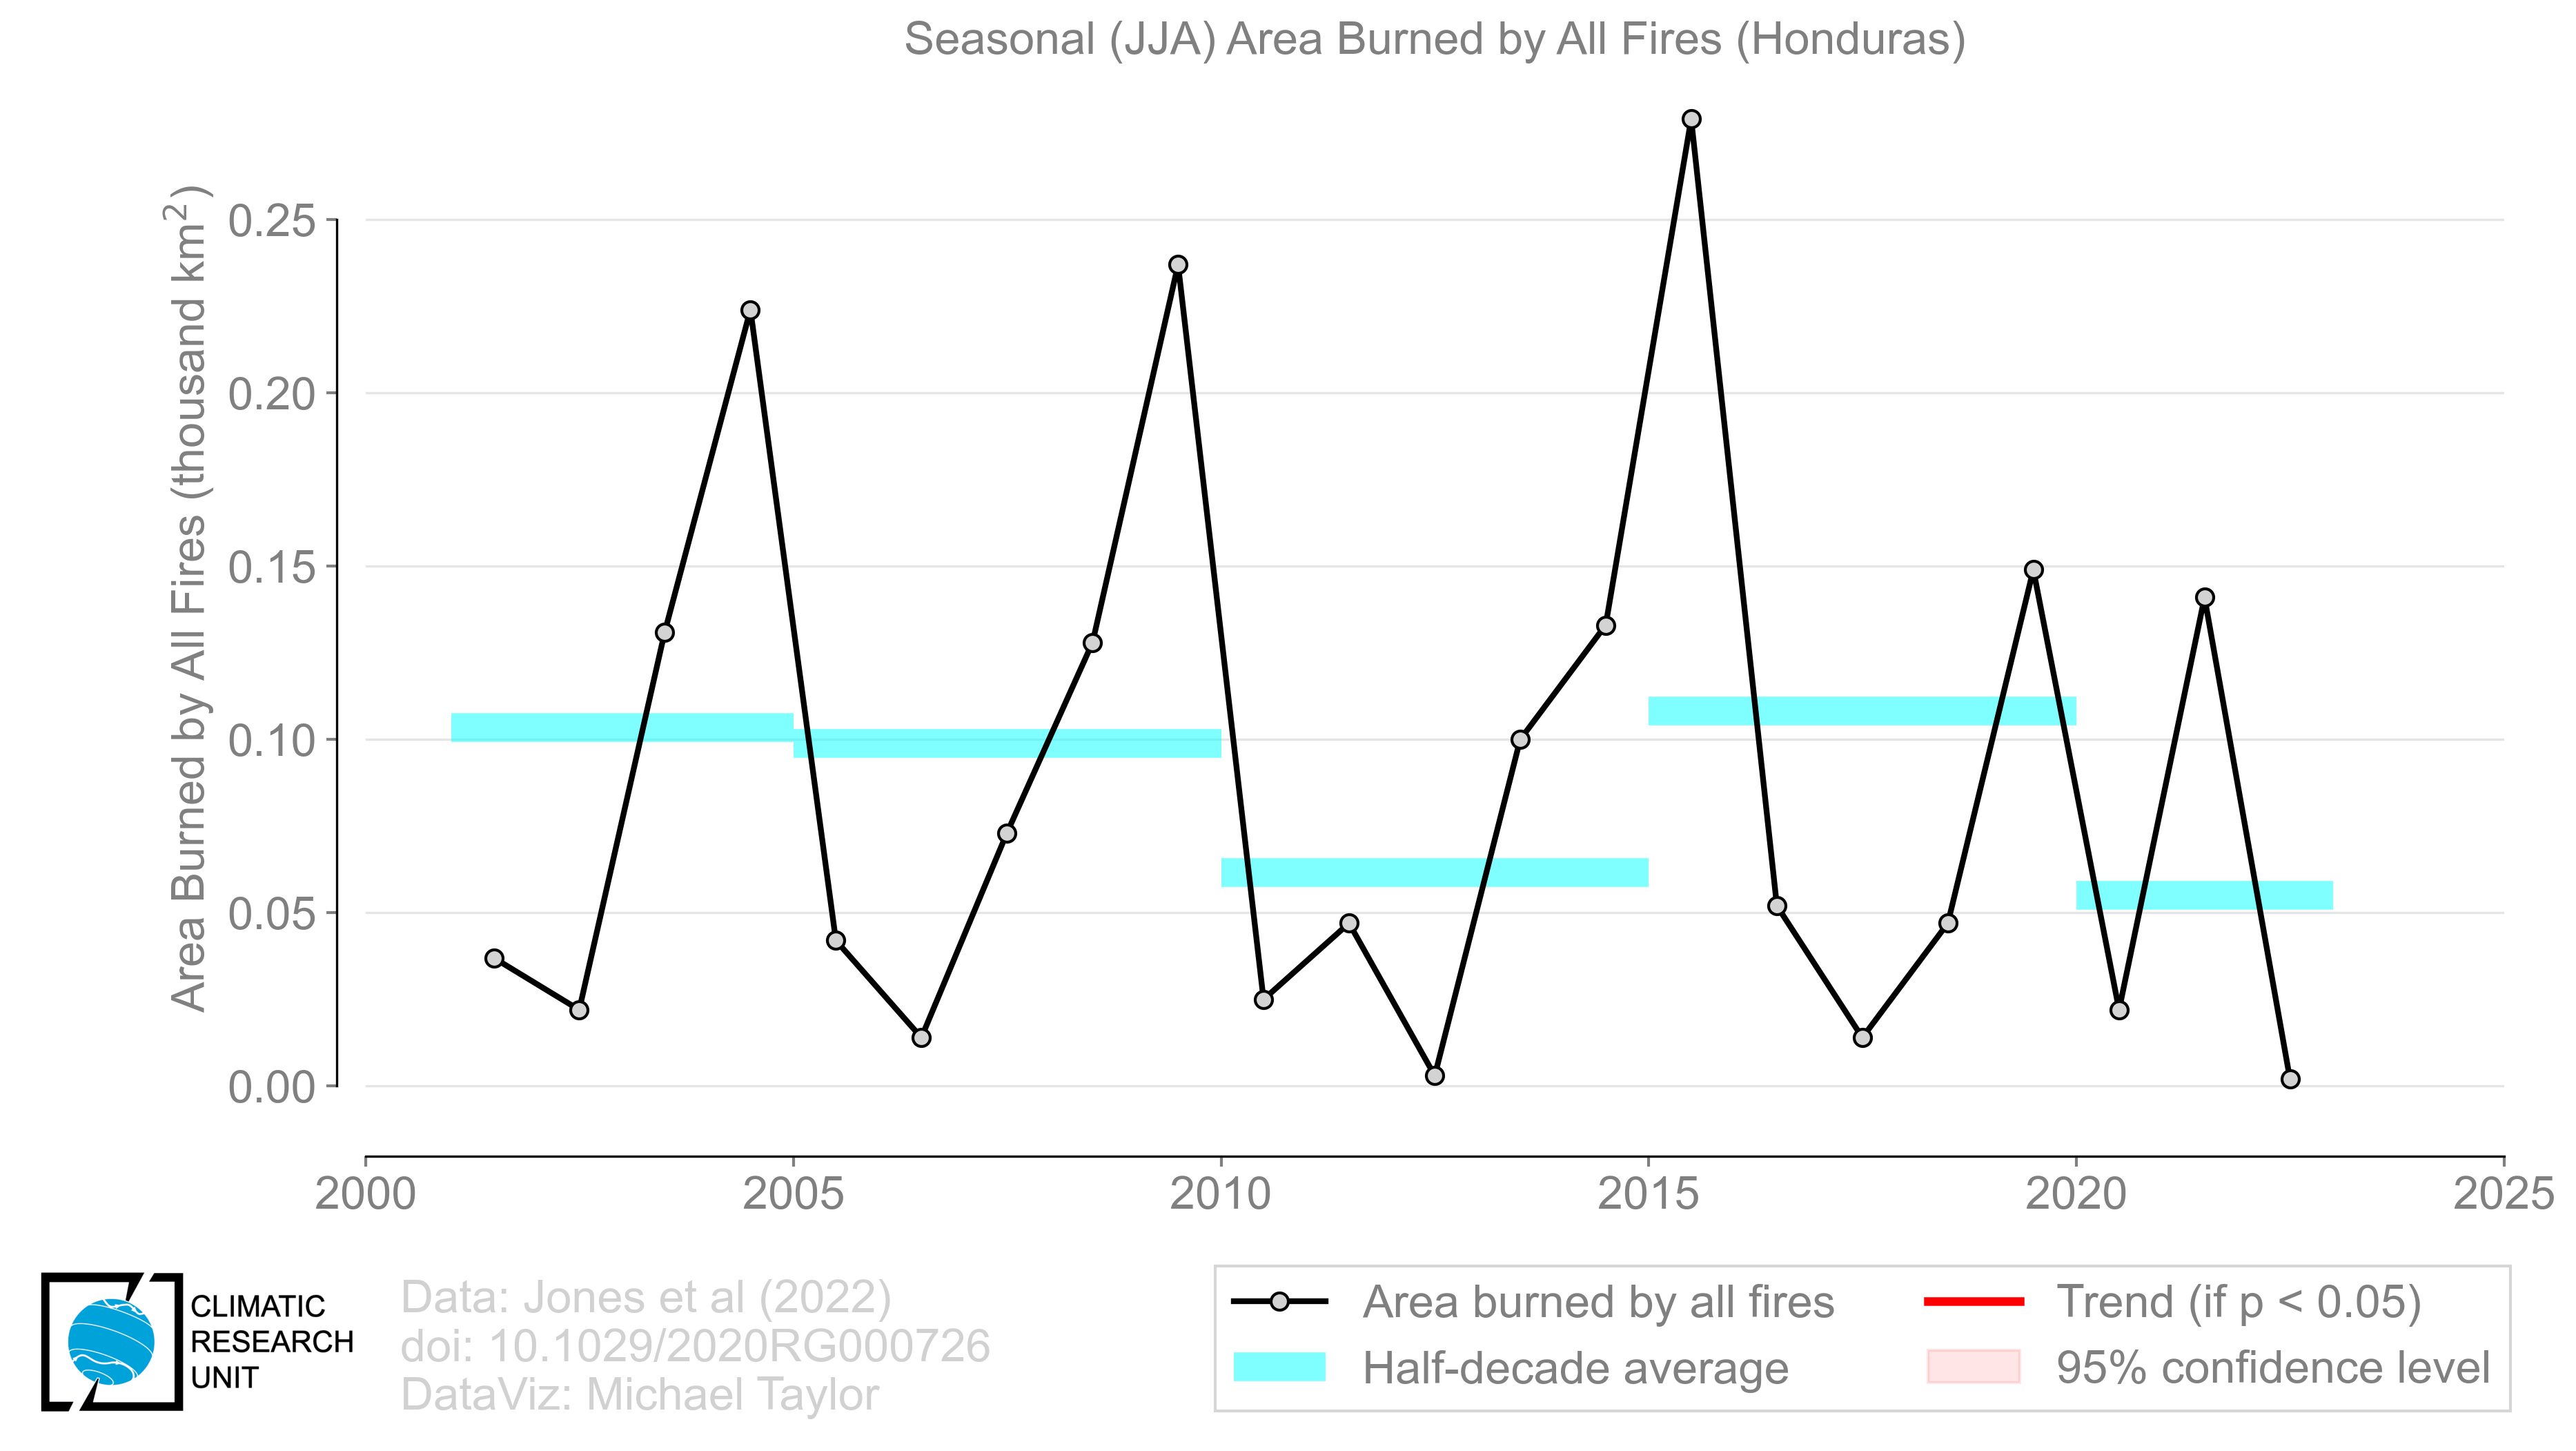 Seasonal (JJA) Area Burned by All Fires (Honduras)
Area Burned by All Fires (thousand km²)
0.25
0.20
0.15
0.10
0.05
0.00
2000 2005 2010 2015 2020 2025
CLIMATIC
RESEARCH
UNIT
Data: Jones et al (2022)
doi: 10.1029/2020RG000726
DataViz: Michael Taylor
Area burned by all fires
Half-decade average
Trend (if p < 0.05)
95% confidence level